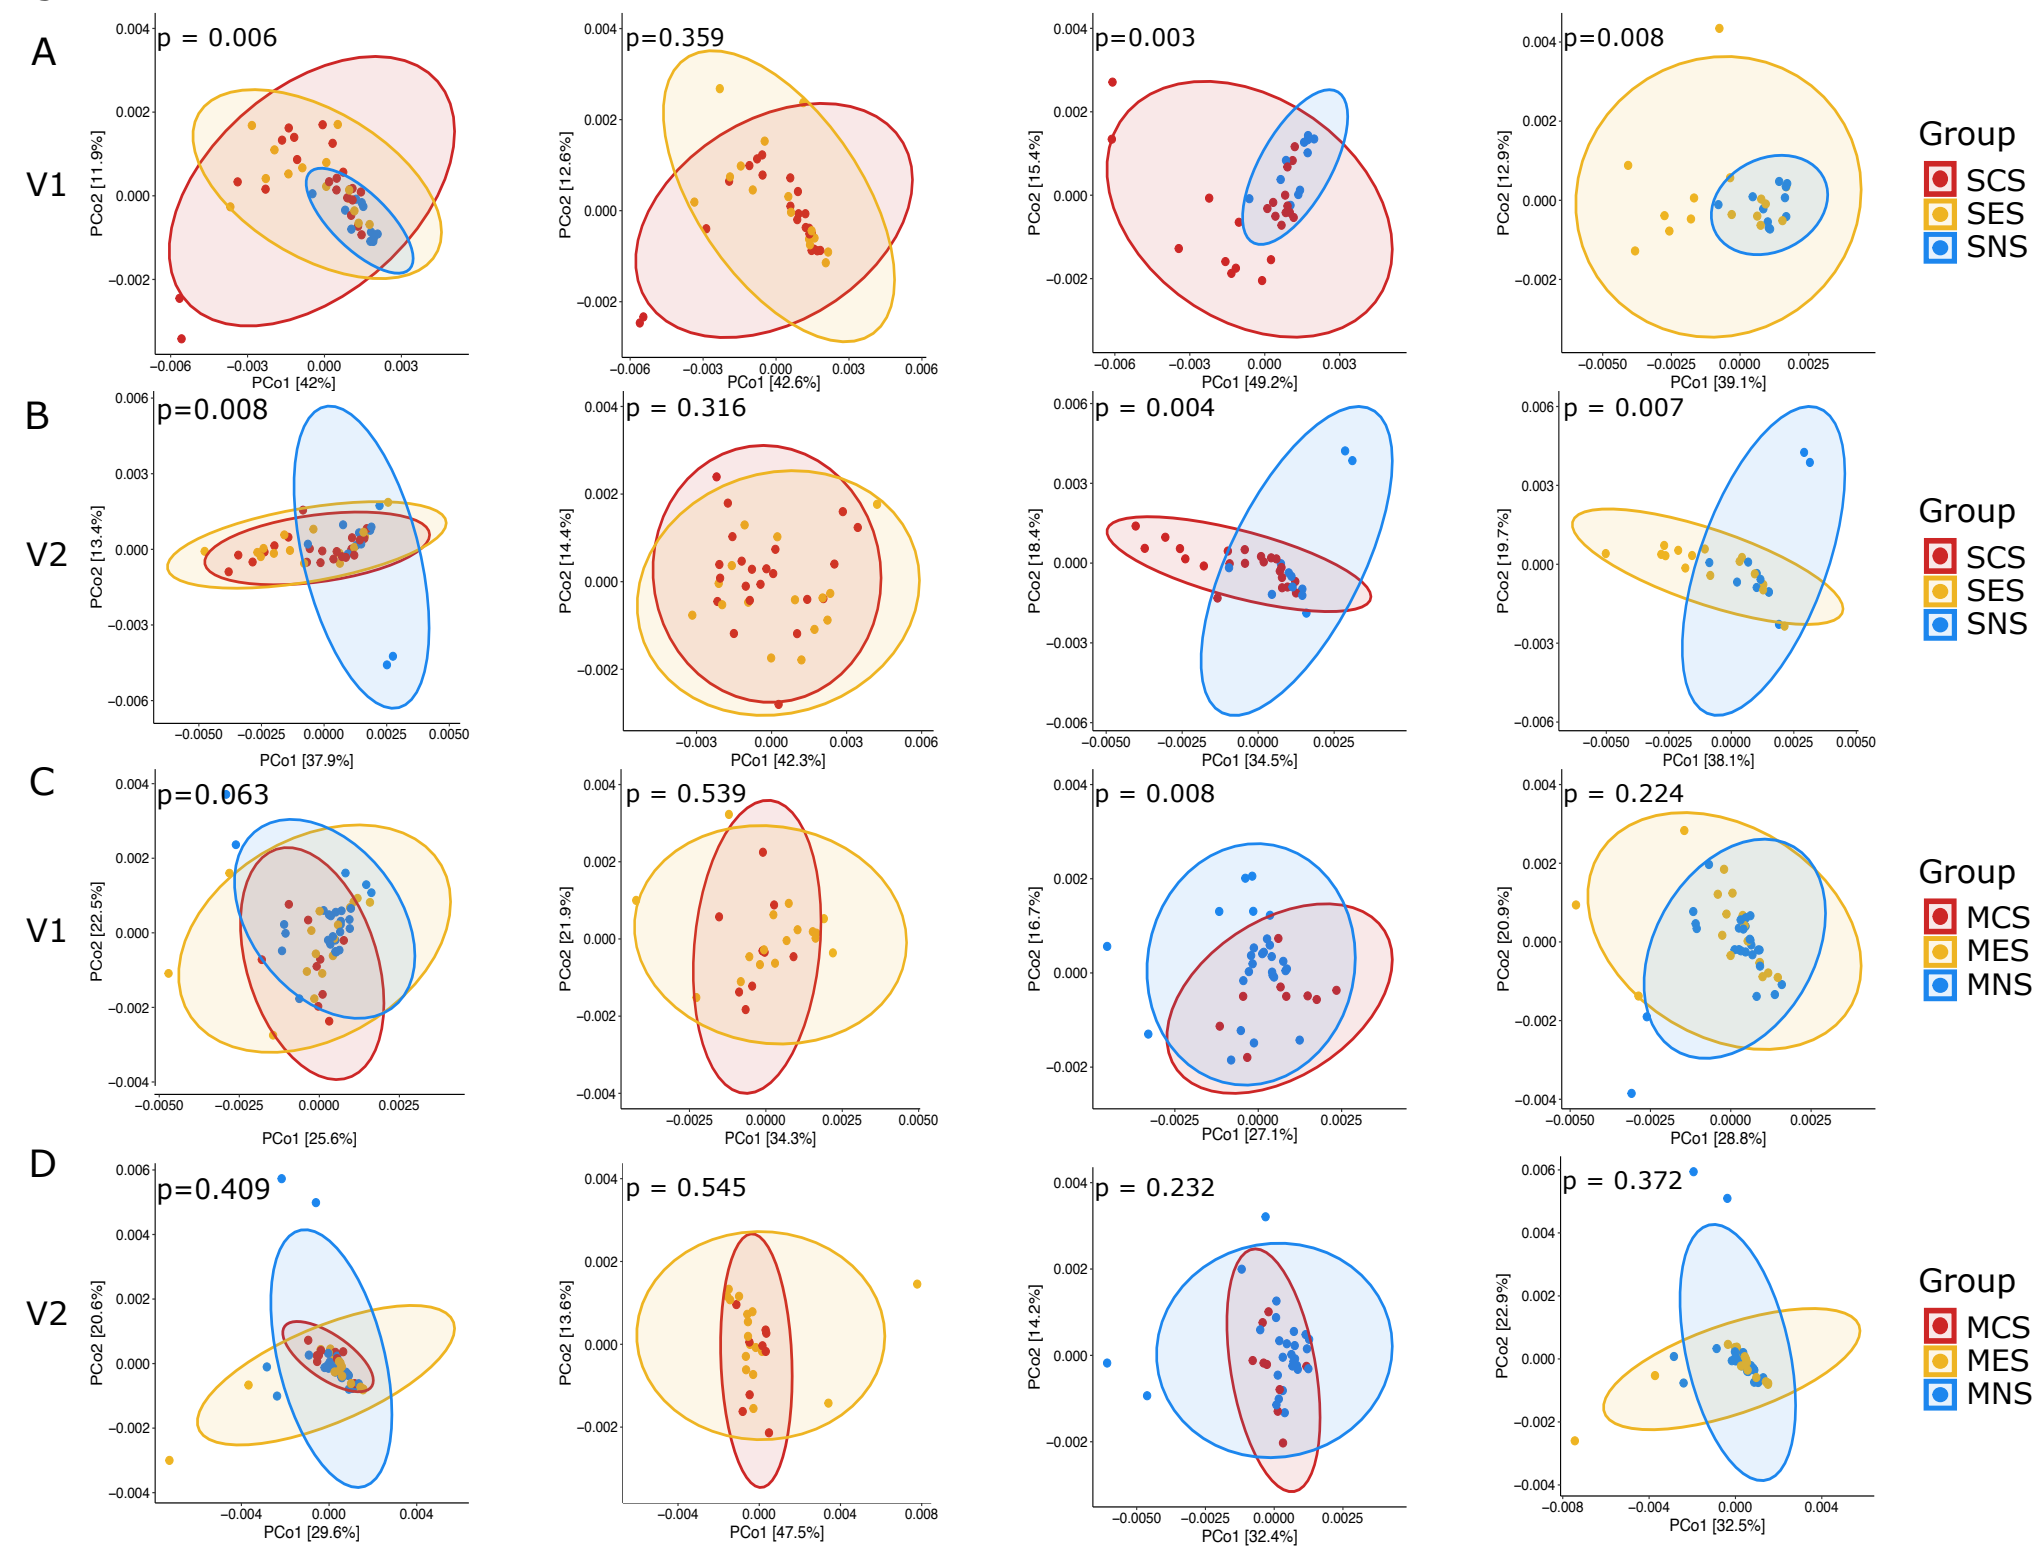 A
V1
p = 0.006
0.004
0.002
0.000
−0.002
PCo2 [11.9%]
−0.006 −0.003 0.000 0.003
PCo1 [42%]
p=0.359
0.004
0.002
0.000
−0.002
PCo2 [12.6%]
−0.006 −0.003 0.000 0.003 0.006
PCo1 [42.6%]
p=0.003
0.004
0.002
0.000
−0.002
PCo2 [15.4%]
−0.006 −0.003 0.000 0.003
PCo1 [49.2%]
p=0.008
0.004
0.002
0.000
−0.002
PCo2 [12.9%]
−0.0050 −0.0025 0.0000 0.0025
PCo1 [39.1%]
Group
SCS
SES
SNS
B
V2
p=0.008
0.006
0.003
0.000
−0.003
−0.006
PCo2 [13.4%]
−0.0050 −0.0025 0.000 0.0025 0.0050
PCo1 [37.9%]
p = 0.316
0.004
0.002
0.000
−0.002
PCo2 [14.4%]
−0.003 0.000 0.003 0.006
PCo1 [42.3%]
p = 0.004
0.006
0.003
0.000
−0.003
−0.006
PCo2 [18.4%]
−0.0050 −0.0025 0.0000 0.0025
PCo1 [34.5%]
p = 0.007
0.006
0.003
0.000
−0.003
−0.006
PCo2 [19.7%]
−0.0050 −0.0025 0.0000 0.0025 0.0050
PCo1 [38.1%]
Group
SCS
SES
SNS
C
V1
p=0.063
0.004
0.002
0.000
−0.002
−0.004
PCo2 [22.5%]
−0.0050 −0.0025 0.0000 0.0025
PCo1 [25.6%]
p = 0.539
0.004
0.002
0.000
−0.002
−0.004
PCo2 [21.9%]
−0.0025 0.0000 0.0025 0.0050
PCo1 [34.3%]
p = 0.008
0.004
0.002
0.000
−0.002
PCo2 [16.7%]
−0.0025 0.0000 0.0025
PCo1 [27.1%]
p = 0.224
0.004
0.002
0.000
−0.002
−0.004
PCo2 [20.9%]
−0.0050 −0.0025 0.0000 0.0025
PCo1 [28.8%]
Group
MCS
MES
MNS
D
V2
p=0.409
0.006
0.004
0.002
0.000
−0.002
−0.004
PCo2 [20.6%]
−0.004 0.000 0.004
PCo1 [29.6%]
p = 0.545
0.004
0.002
0.000
−0.002
PCo2 [13.6%]
−0.004 0.000 0.004 0.008
PCo1 [47.5%]
p = 0.232
0.004
0.002
0.000
−0.002
PCo2 [14.2%]
−0.0050 −0.0025 0.0000 0.0025
PCo1 [32.4%]
p = 0.372
0.006
0.004
0.002
0.000
−0.002
−0.004
PCo2 [22.9%]
−0.008 −0.004 0.000 0.004
PCo1 [32.5%]
Group
MCS
MES
MNS